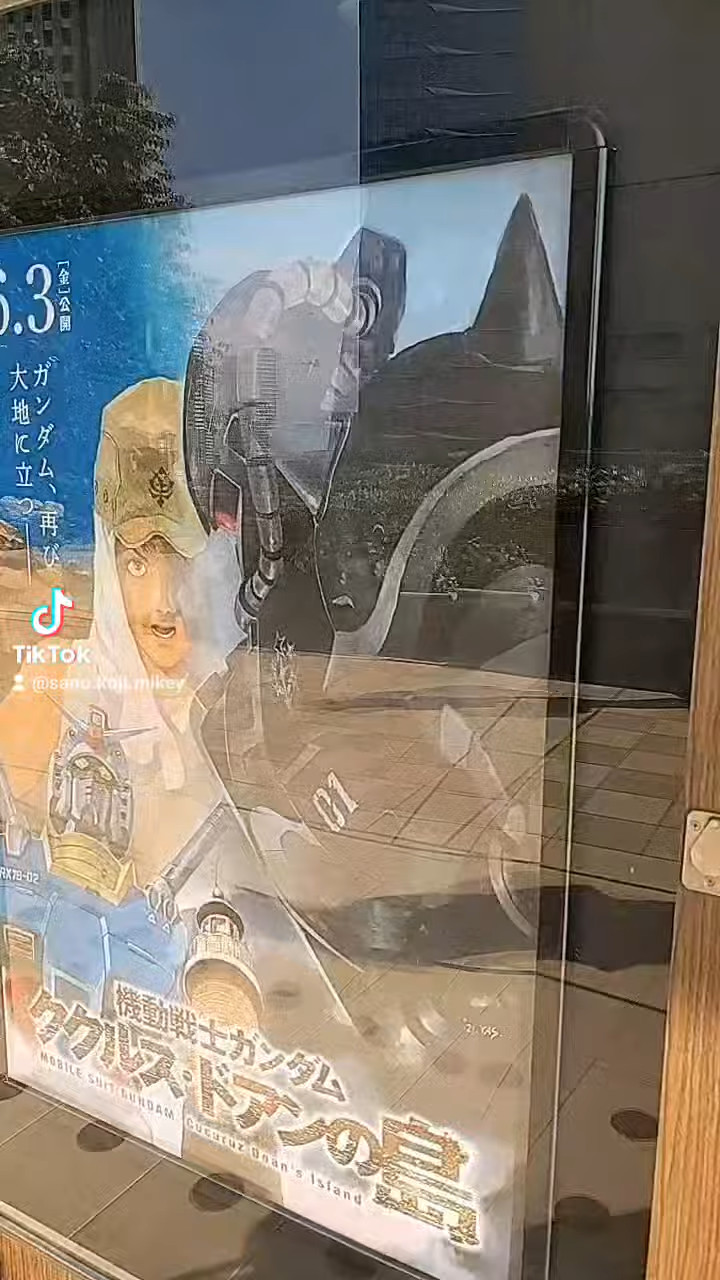 6.3
[金]公開
ガンダム、再び
大地に立つ——
TikTok
@sano.koji.mikey
01
RX78-02
機動戦士ガンダム
ククルス・ドアンの島
MOBILE SUIT GUNDAM Cucuruz Doan's Island